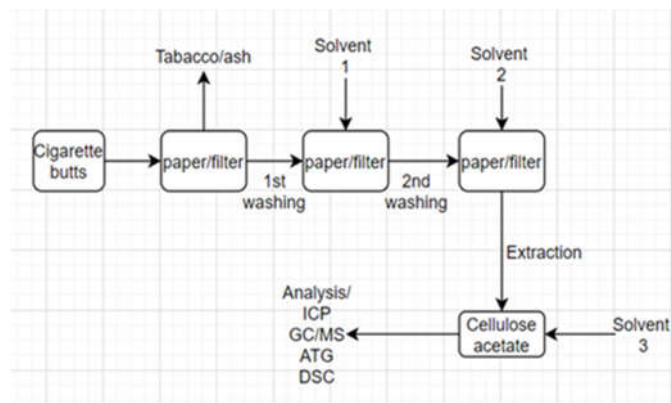 Tabacco/ash
Solvent
1
Solvent
2
Cigarette
butts
paper/filter
paper/filter
paper/filter
1st
washing
2nd
washing
Extraction
Analysis/
ICP
GC/MS
ATG
DSC
Cellulose
acetate
Solvent
3